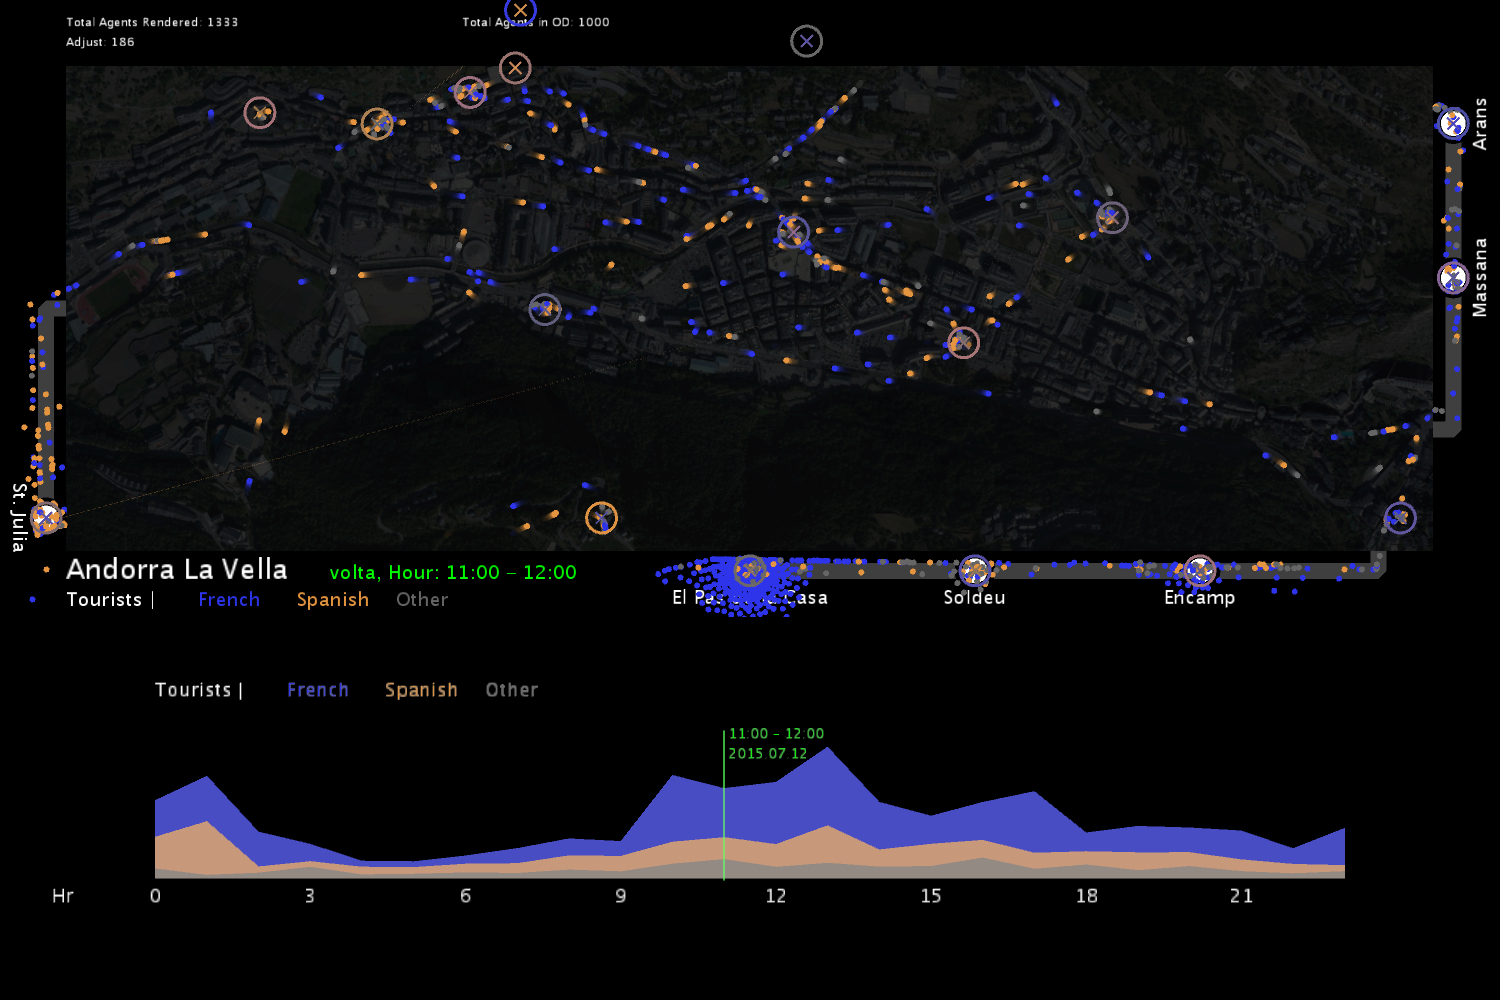 Total Agents Rendered: 1333
Total Agents in OD: 1000
Adjust: 186
Arans
Massana
St. Julia
Andorra La Vella
volta, Hour: 11:00 - 12:00
Tourists | French Spanish Other
El Pas Casa
Soldeu
Encamp
Tourists | French Spanish Other
11:00 - 12:00
2015.07.12
Hr 0 3 6 9 12 15 18 21